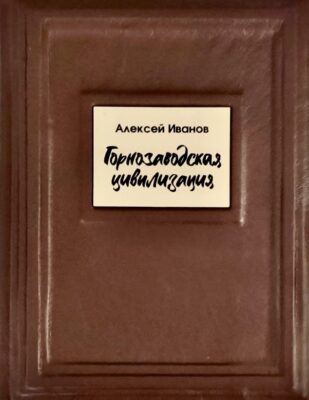 Алексей Иванов
Горнозаводская
цивилизация